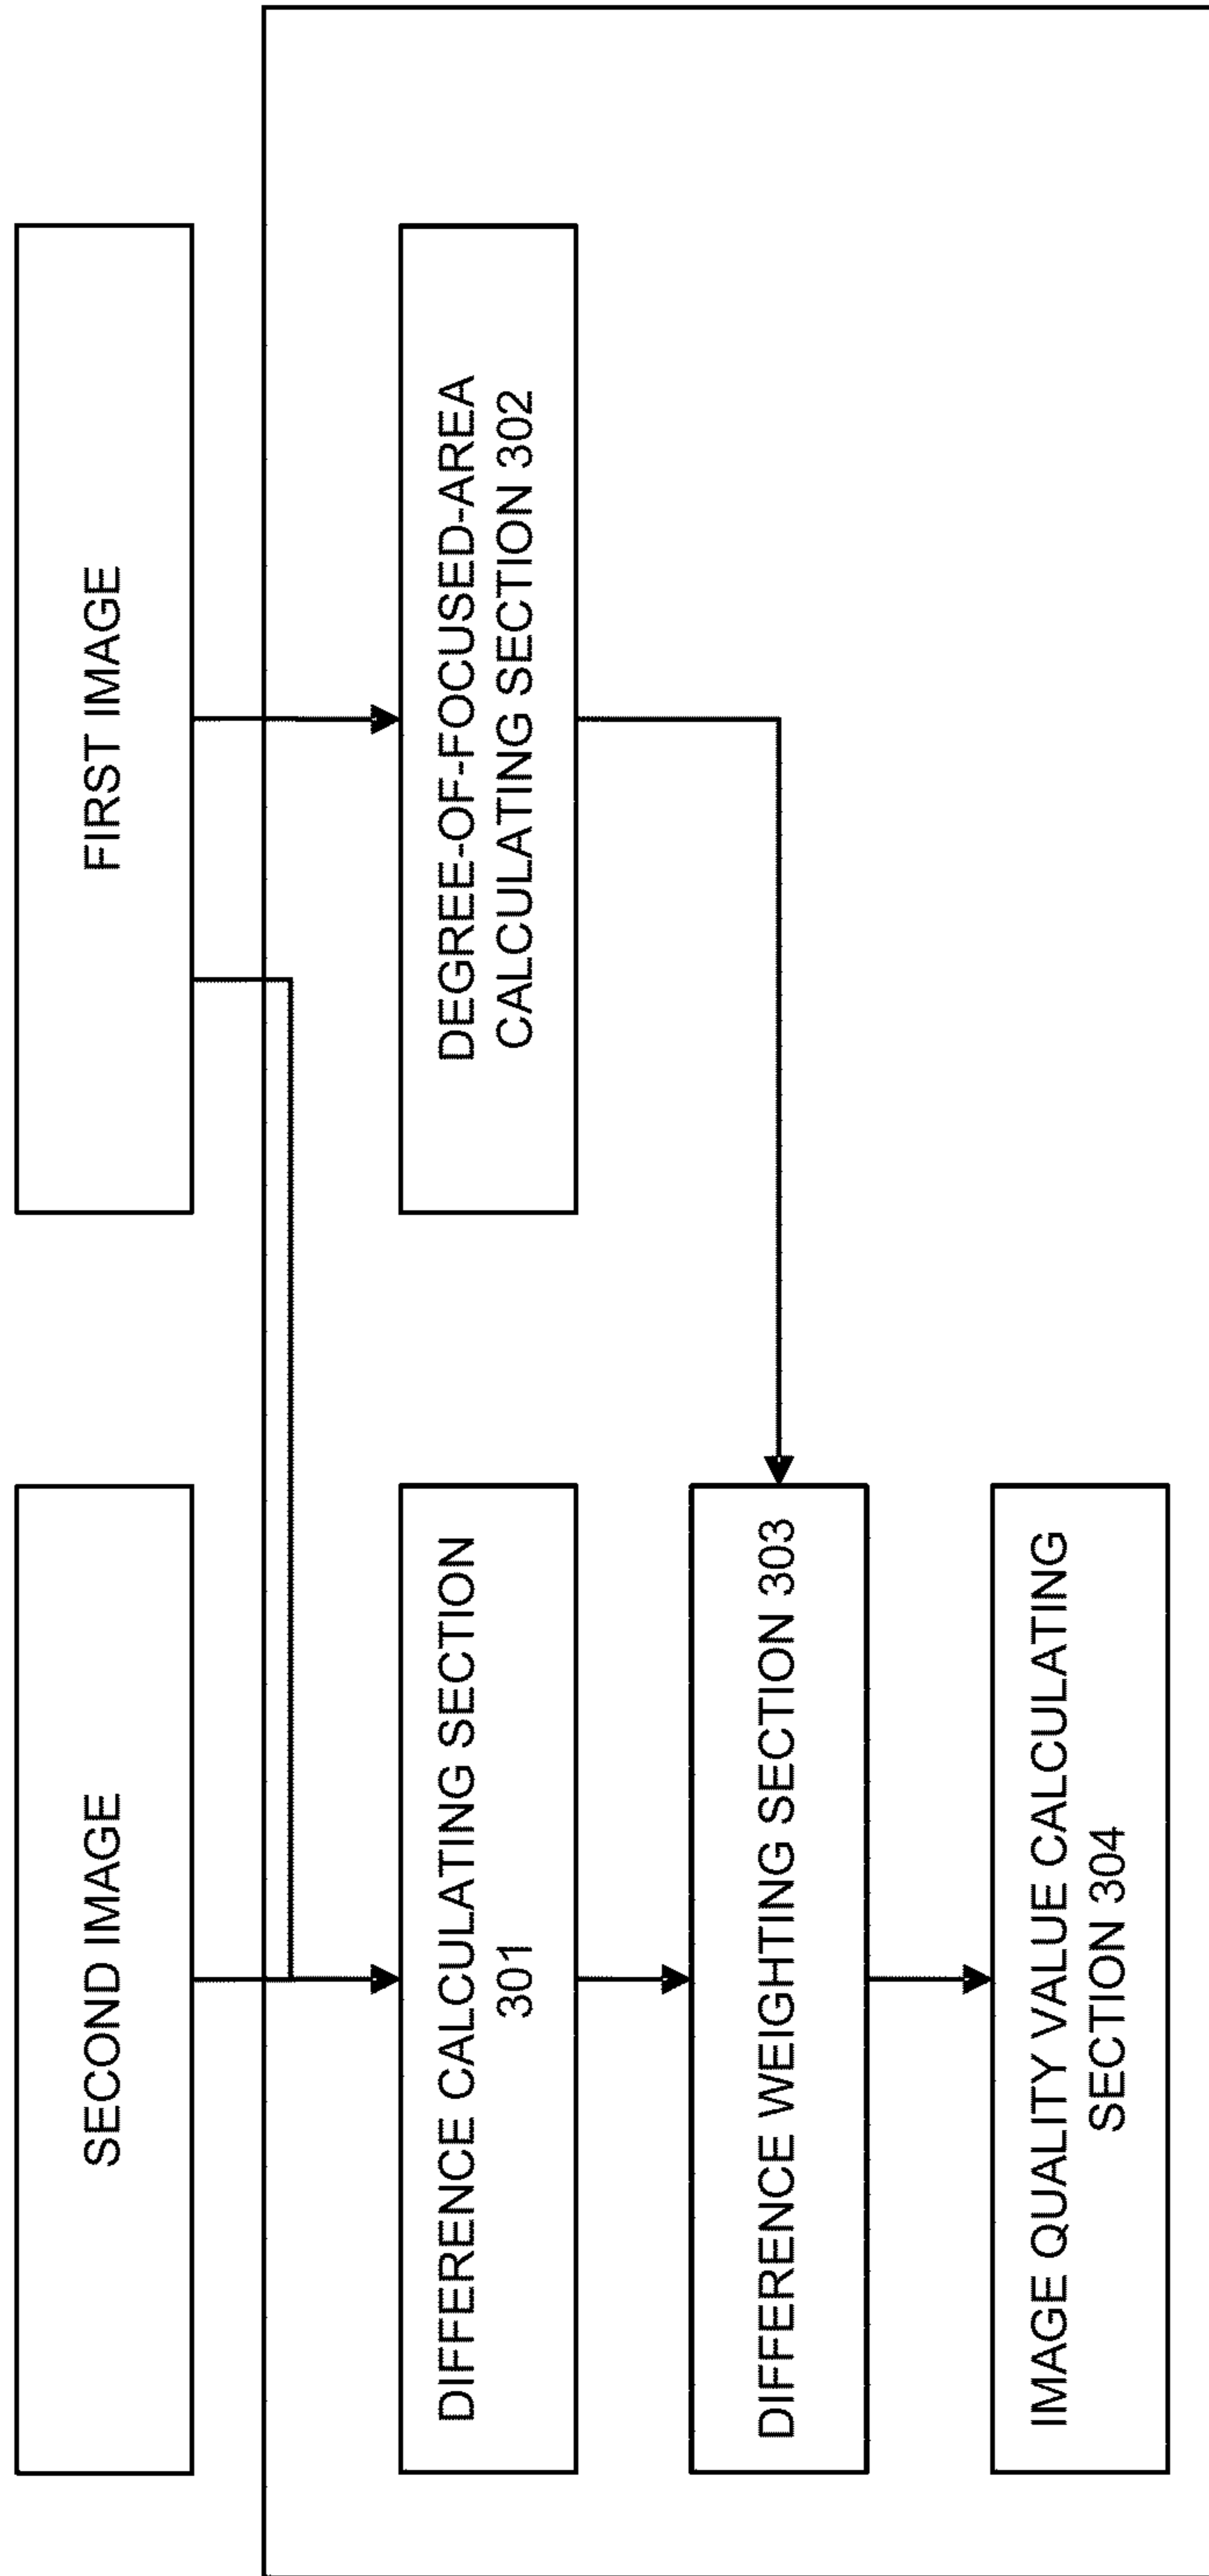 SECOND IMAGE
FIRST IMAGE
DIFFERENCE CALCULATING SECTION
301
DEGREE-OF-FOCUSED-AREA
CALCULATING SECTION 302
DIFFERENCE WEIGHTING SECTION 303
IMAGE QUALITY VALUE CALCULATING
SECTION 304